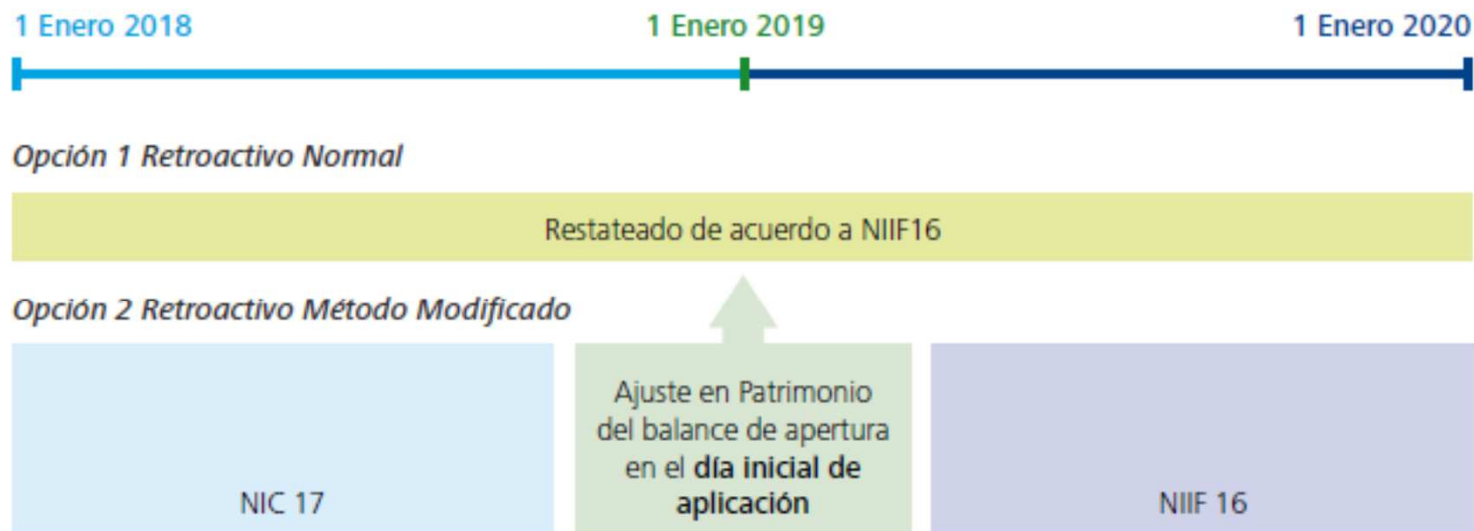 1 Enero 2018
1 Enero 2019
1 Enero 2020
Opción 1 Retroactivo Normal
Restateado de acuerdo a NIIF16
Opción 2 Retroactivo Método Modificado
NIC 17
Ajuste en Patrimonio
del balance de apertura
en el día inicial de
aplicación
NIIF 16